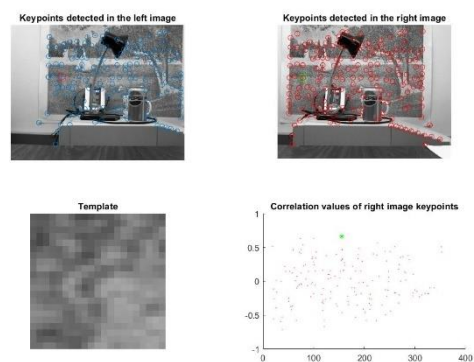 Keypoints detected in the left image
Keypoints detected in the right image
Template
Correlation values of right image keypoints
1
0.5
0
-0.5
-1
0
100
200
300
400